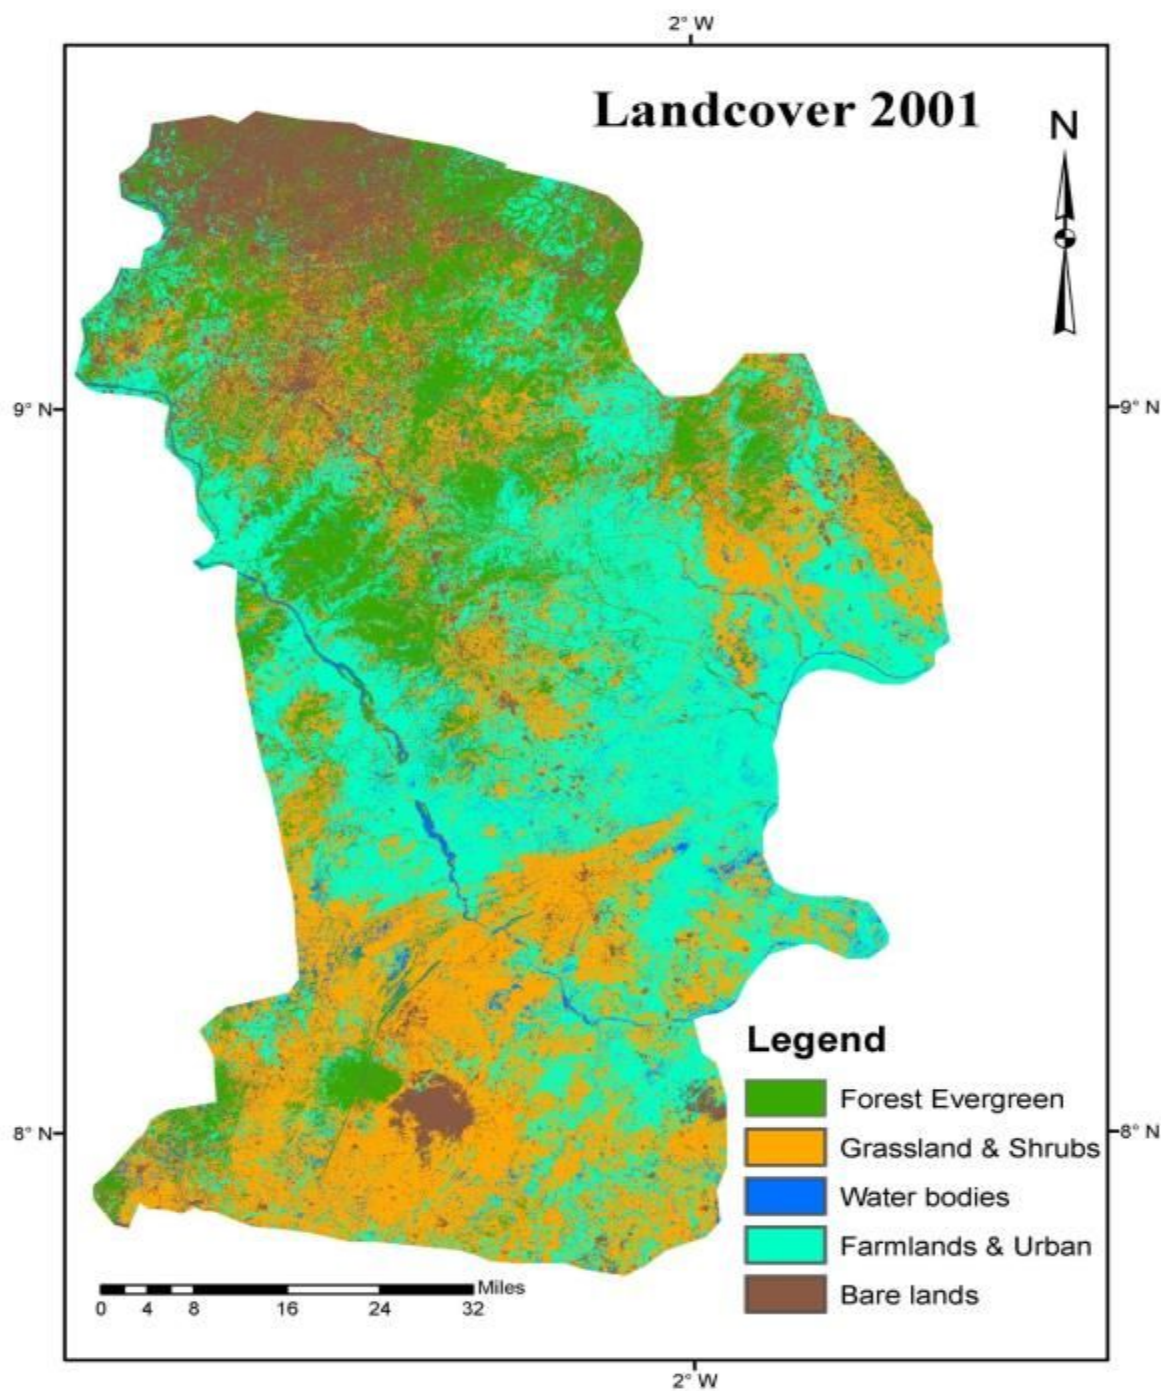 2° W
Landcover 2001
N
9° N
9° N
Legend
Forest Evergreen
8° N
8° N
Grassland & Shrubs
Water bodies
Farmlands & Urban
Bare lands
Miles
0 4 8 16 24 32
2° W